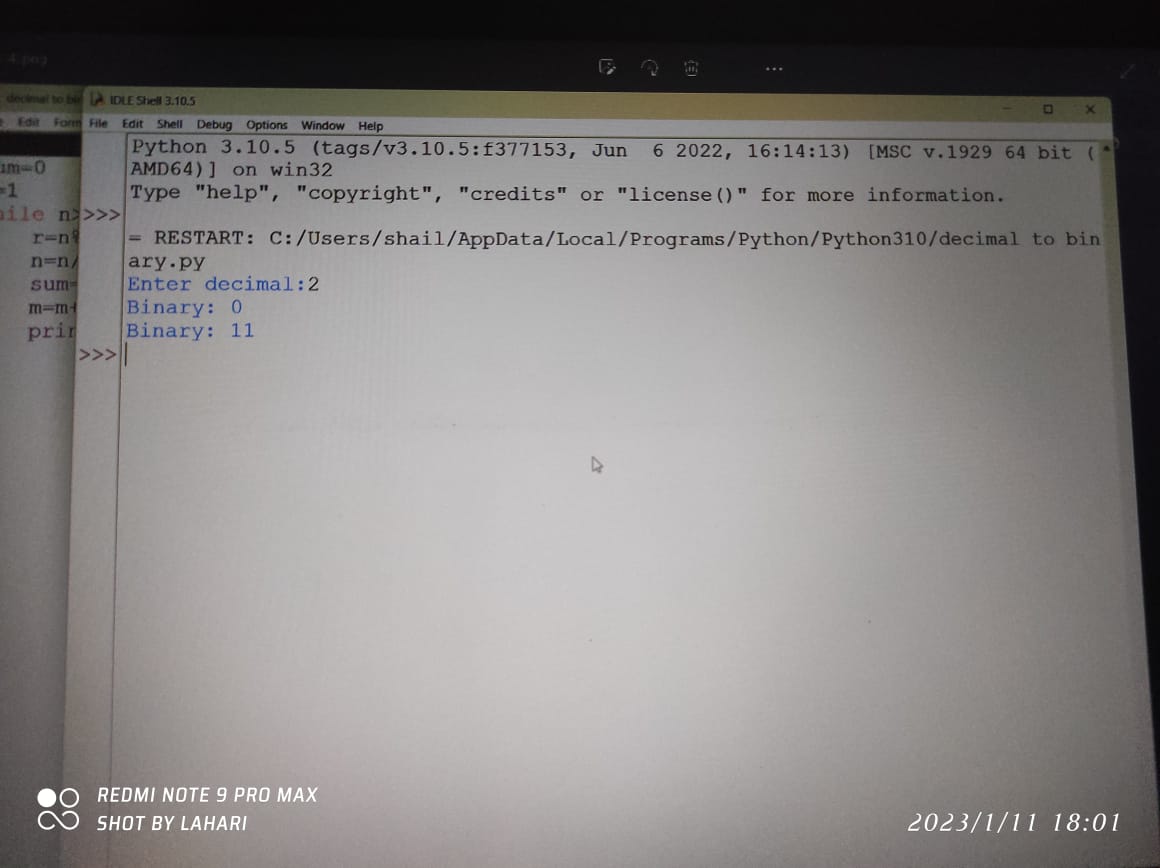 4.png
decimal to bi
IDLE Shell 3.10.5
Edit Form
File Edit Shell Debug Options Window Help
Python 3.10.5 (tags/v3.10.5:f377153, Jun  6 2022, 16:14:13) [MSC v.1929 64 bit (
AMD64)] on win32
Type "help", "copyright", "credits" or "license()" for more information.
>>>
= RESTART: C:/Users/shail/AppData/Local/Programs/Python/Python310/decimal to bin
ary.py
Enter decimal:2
Binary: 0
Binary: 11
>>>
um=0
=1
ile n>
r=n%
n=n/
sum=
m=m+
prin
REDMI NOTE 9 PRO MAX
SHOT BY LAHARI
2023/1/11 18:01